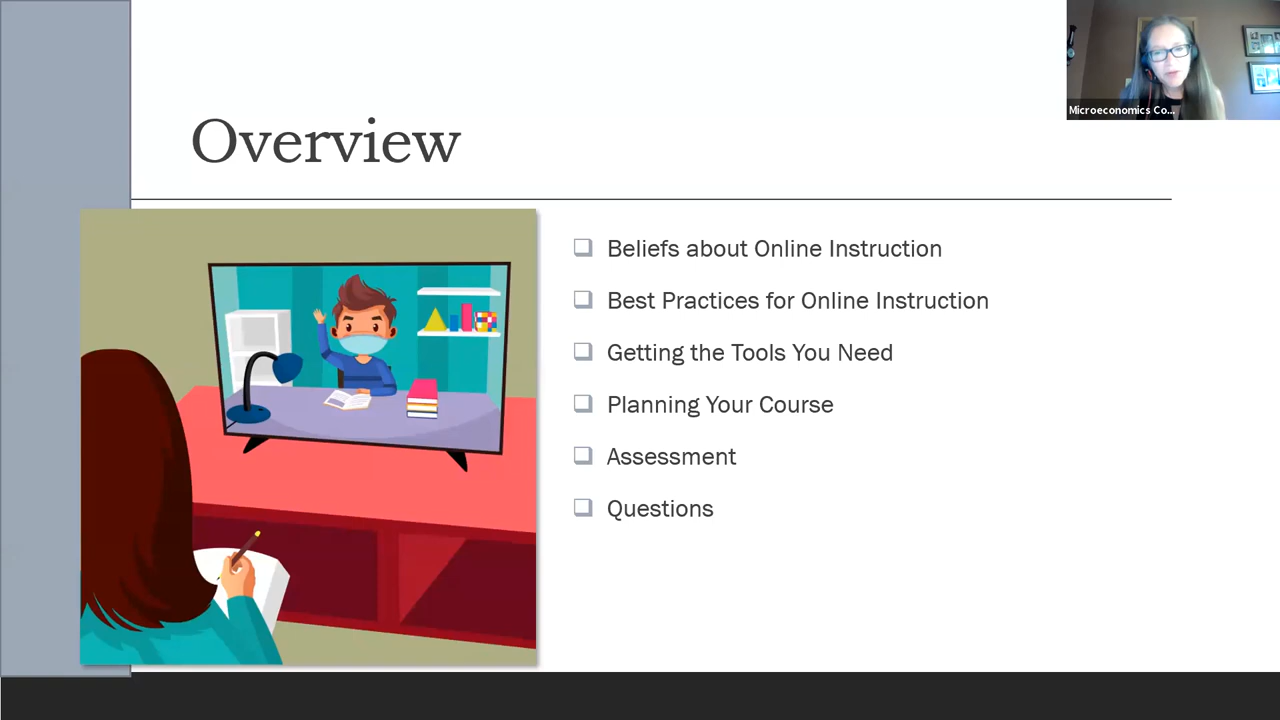 Microeconomics Co...
Overview
Beliefs about Online Instruction
Best Practices for Online Instruction
Getting the Tools You Need
Planning Your Course
Assessment
Questions